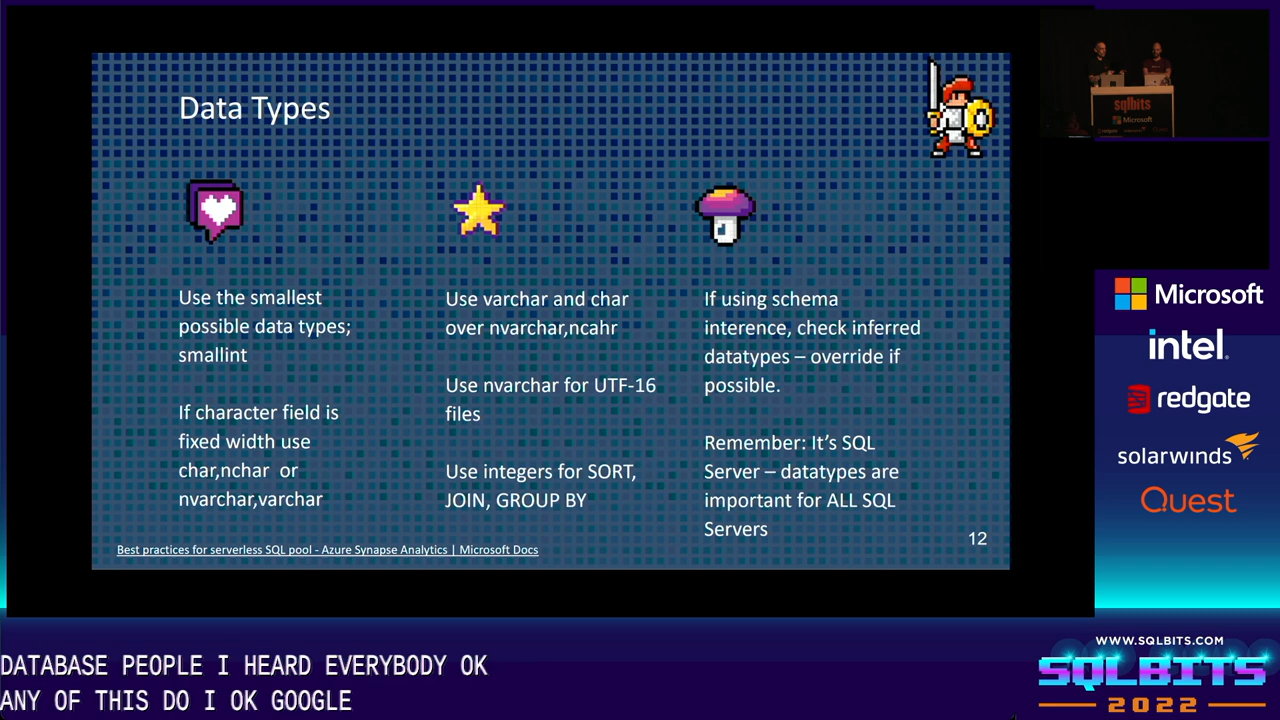 Data Types
Use the smallest
possible data types;
smallint
If character field is
fixed width use
char,nchar or
nvarchar,varchar
Use varchar and char
over nvarchar,ncahr
Use nvarchar for UTF-16
files
Use integers for SORT,
JOIN, GROUP BY
If using schema
interence, check inferred
datatypes – override if
possible.
Remember: It’s SQL
Server – datatypes are
important for ALL SQL
Servers
Best practices for serverless SQL pool - Azure Synapse Analytics | Microsoft Docs
12
sqlbits
Microsoft
redgate
Microsoft
intel.
redgate
solarwinds
Quest
WWW.SQLBITS.COM
SQLBITS
2022
DATABASE PEOPLE I HEARD EVERYBODY OK
ANY OF THIS DO I OK GOOGLE